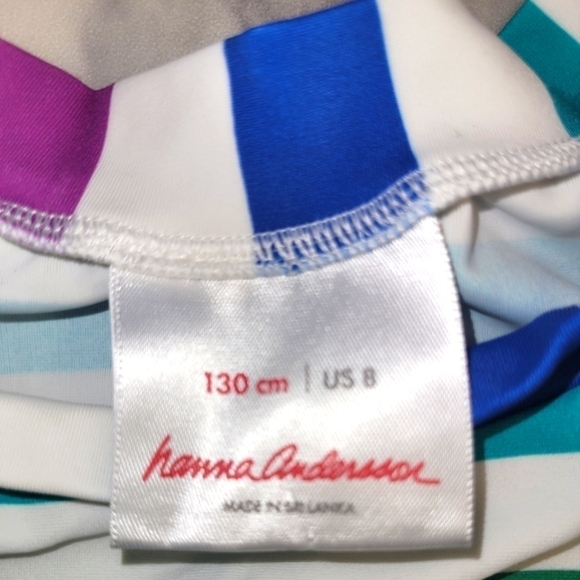 130 cm | US 8
hanna Andersson
MADE IN SRI LANKA